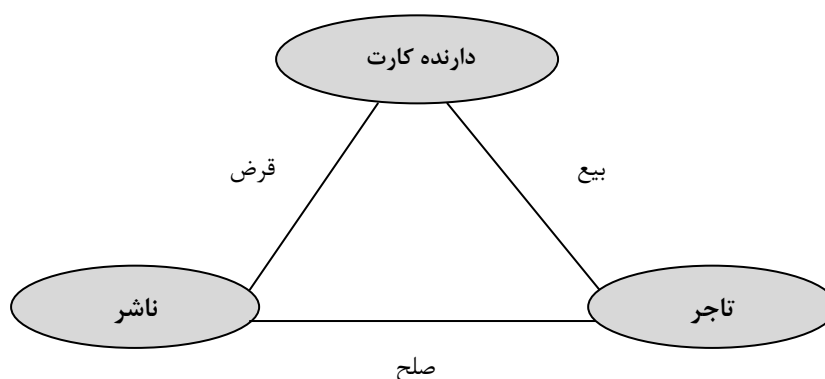 دارنده کارت
بیع
قرض
تاجر
ناشر
صلح